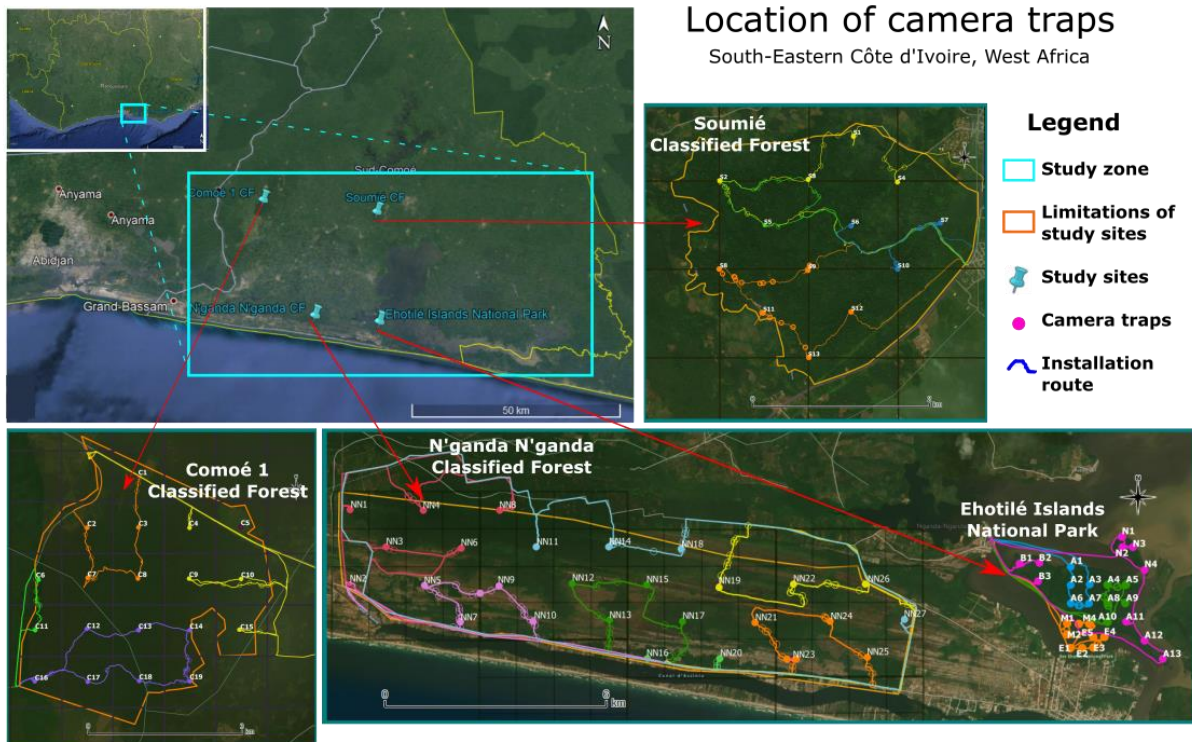 Location of camera traps
South-Eastern Côte d'Ivoire, West Africa
N
Sud-Comoé
Anyama
Anyama
Comoé 1 CF
Soumié CF
Abidjan
Grand-Bassam
N'ganda N'ganda CF
Ehotilé Islands National Park
50 km
Soumié
Classified Forest
S1
S2
S3
S4
S5
S6
S7
S8
S9
S10
S11
S12
S13
0
2
km
Legend
Study zone
Limitations of
study sites
Study sites
Camera traps
Installation
route
Comoé 1
Classified Forest
C1
C2
C3
C4
C5
C6
C7
C8
C9
C10
C11
C12
C13
C14
C15
C16
C17
C18
C19
0
km
N'ganda N'ganda
Classified Forest
NN1
NN4
NN8
NN3
NN6
NN11
NN14
NN18
NN2
NN5
NN9
NN12
NN15
NN19
NN22
NN26
NN7
NN10
NN13
NN17
NN21
NN24
NN27
NN16
NN20
NN23
NN25
0
km
Ehotilé Islands
National Park
N1
N2
N3
N4
B1
B2
B3
A1
A2
A3
A4
A5
A6
A7
A8
A9
A10
A11
A12
A13
M1
M2
M4
E1
E2
E3
E4
E5